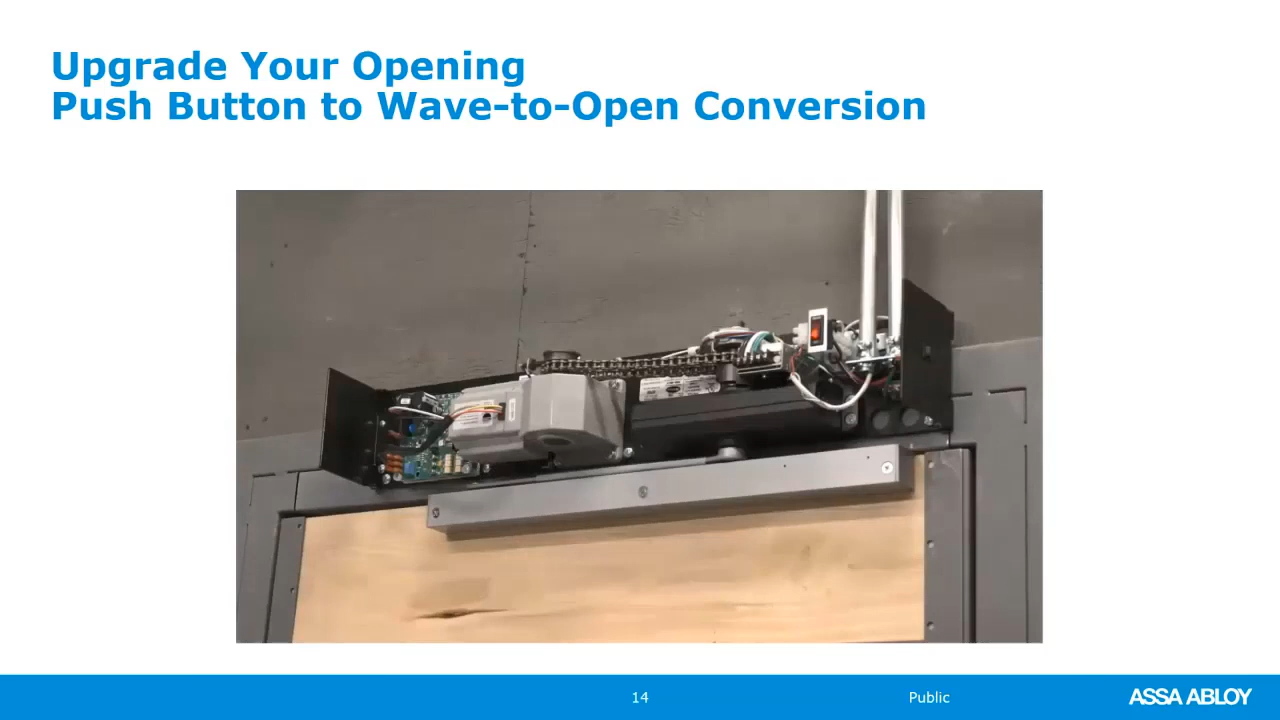 Upgrade Your Opening
Push Button to Wave-to-Open Conversion
14
Public
ASSA ABLOY